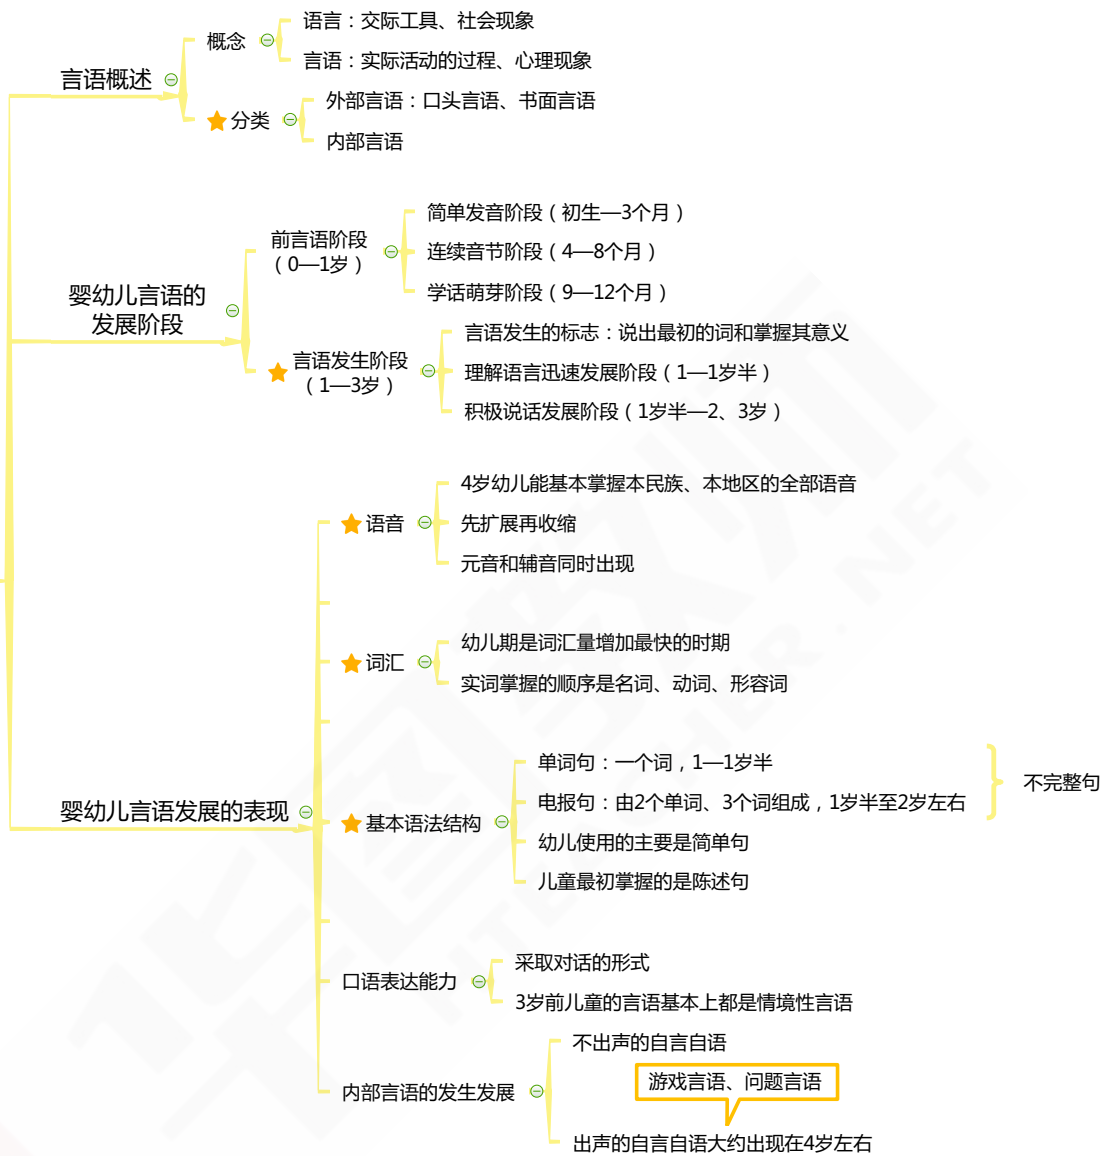 言语概述
概念
语言：交际工具、社会现象
言语：实际活动的过程、心理现象
分类
外部言语：口头言语、书面言语
内部言语
婴幼儿言语的
发展阶段
前言语阶段
（0—1岁）
简单发音阶段（初生—3个月）
连续音节阶段（4—8个月）
学话萌芽阶段（9—12个月）
言语发生阶段
（1—3岁）
言语发生的标志：说出最初的词和掌握其意义
理解语言迅速发展阶段（1—1岁半）
积极说话发展阶段（1岁半—2、3岁）
婴幼儿言语发展的表现
语音
4岁幼儿能基本掌握本民族、本地区的全部语音
先扩展再收缩
元音和辅音同时出现
词汇
幼儿期是词汇量增加最快的时期
实词掌握的顺序是名词、动词、形容词
基本语法结构
单词句：一个词，1—1岁半
电报句：由2个单词、3个词组成，1岁半至2岁左右
不完整句
幼儿使用的主要是简单句
儿童最初掌握的是陈述句
口语表达能力
采取对话的形式
3岁前儿童的言语基本上都是情境性言语
内部言语的发生发展
不出声的自言自语
游戏言语、问题言语
出声的自言自语大约出现在4岁左右